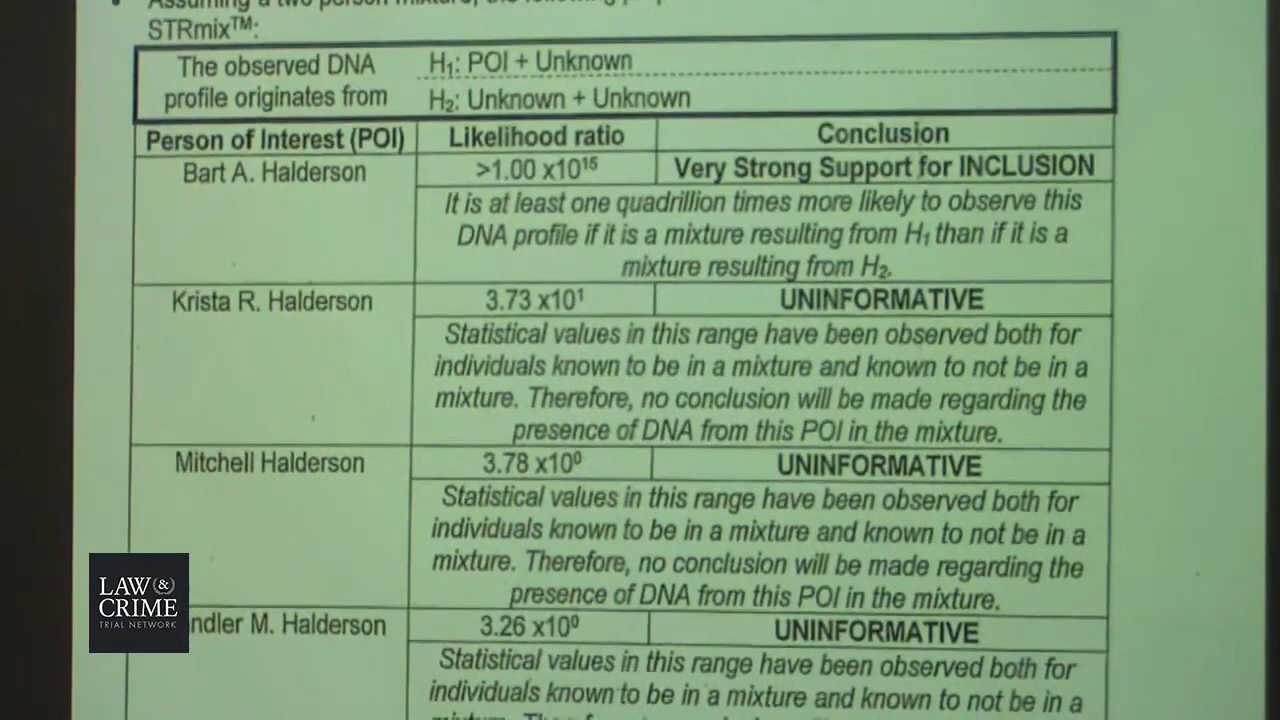 Assuming a two person mixture, the following
STRmix™:
The observed DNA
profile originates from
H₁: POI + Unknown
H₂: Unknown + Unknown
Person of Interest (POI) Likelihood ratio Conclusion
Bart A. Halderson >1.00 x10¹⁵ Very Strong Support for INCLUSION
It is at least one quadrillion times more likely to observe this
DNA profile if it is a mixture resulting from H₁ than if it is a
mixture resulting from H₂.
Krista R. Halderson 3.73 x10¹ UNINFORMATIVE
Statistical values in this range have been observed both for
individuals known to be in a mixture and known to not be in a
mixture. Therefore, no conclusion will be made regarding the
presence of DNA from this POI in the mixture.
Mitchell Halderson 3.78 x10⁰ UNINFORMATIVE
Statistical values in this range have been observed both for
individuals known to be in a mixture and known to not be in a
mixture. Therefore, no conclusion will be made regarding the
presence of DNA from this POI in the mixture.
ndler M. Halderson 3.26 x10⁰ UNINFORMATIVE
Statistical values in this range have been observed both for
individuals known to be in a mixture and known to not be in a
LAW &
CRIME
TRIAL NETWORK